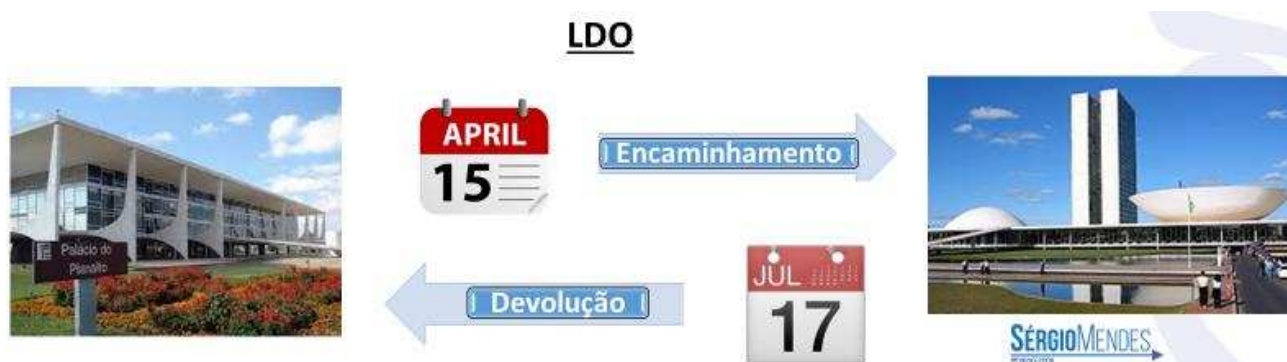 LDO
APRIL
15
Encaminhamento
Palácio do
Planalto
Devolução
JUL
17
SÉRGIOMENDES